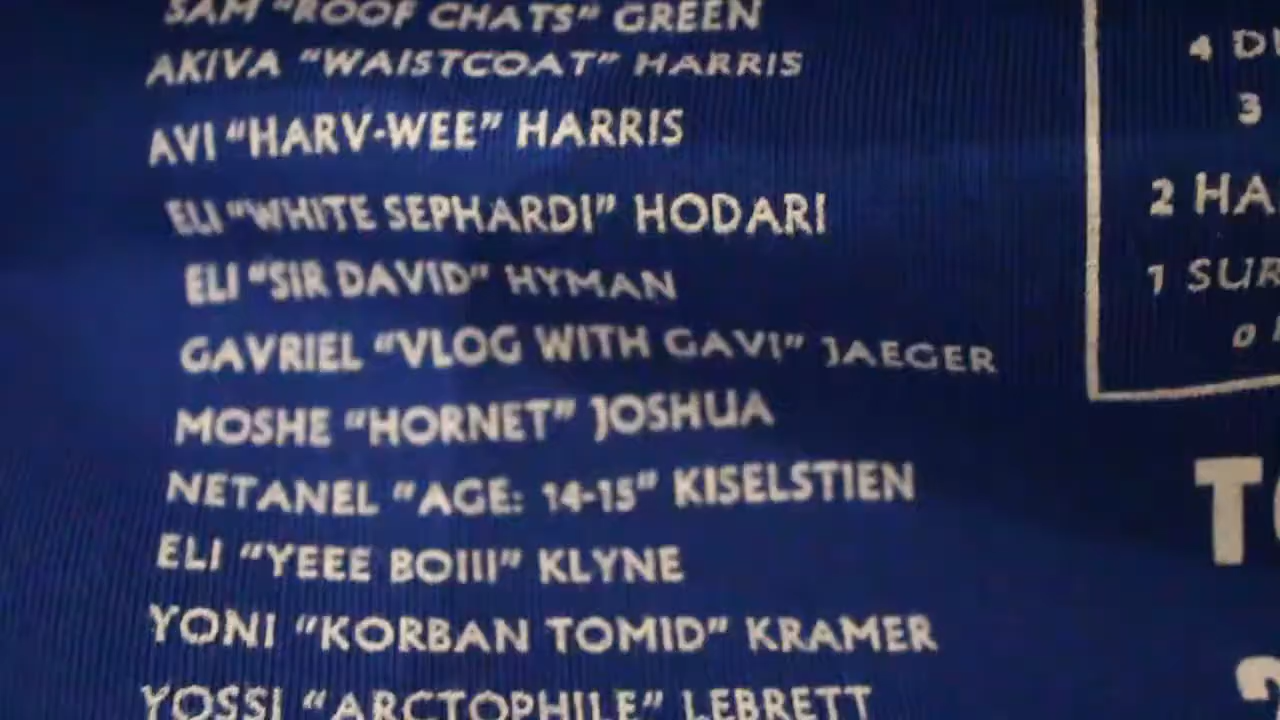 SAM "ROOF CHATS" GREEN
AKIVA "WAISTCOAT" HARRIS
AVI "HARV-WEE" HARRIS
ELI "WHITE SEPHARDI" HODARI
ELI "SIR DAVID" HYMAN
GAVRIEL "VLOG WITH GAVI" JAEGER
MOSHE "HORNET" JOSHUA
NETANEL "AGE: 14-15" KISELSTIEN
ELI "YEEE BOIII" KLYNE
YONI "KORBAN TOMID" KRAMER
YOSSI "ARCTOPHILE" LEBRETT
4
3
2 HA
1 SUR
0